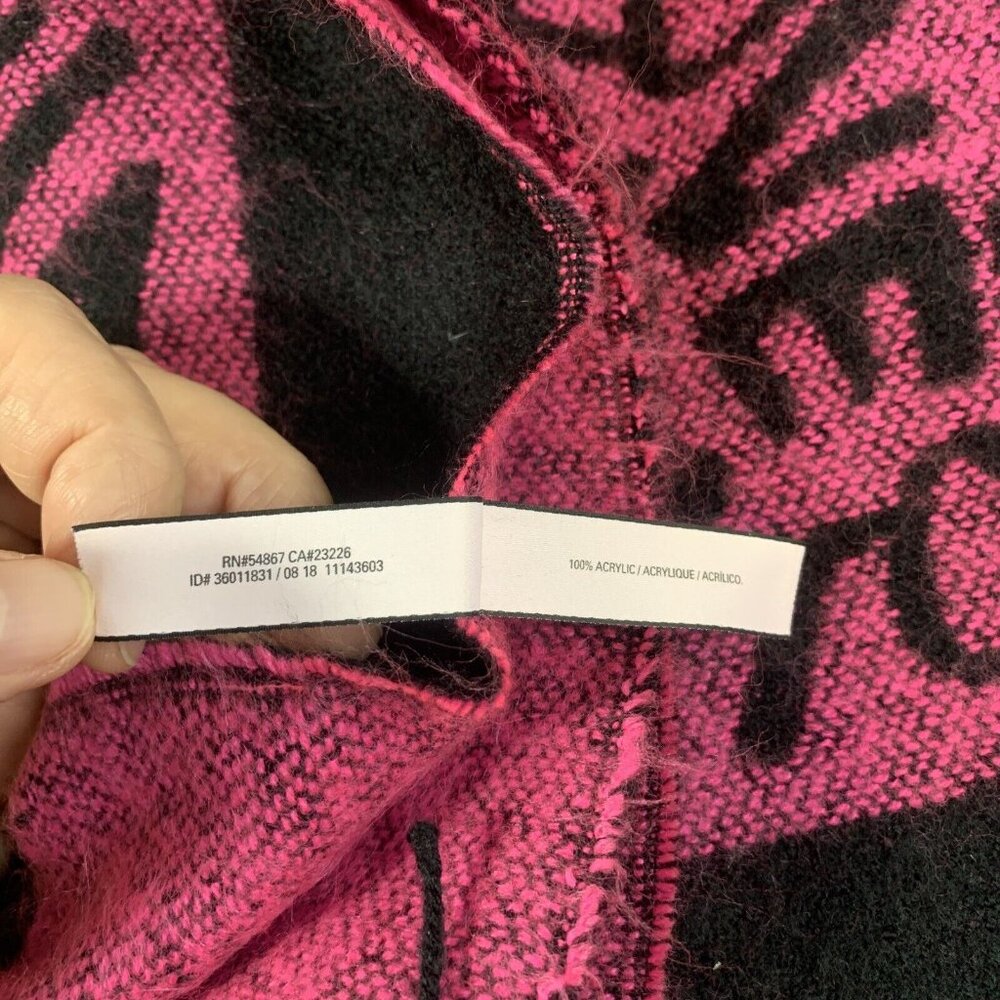 RN#54867 CA#23226
ID# 36011831 / 08 18 11143603
100% ACRYLIC / ACRYLIQUE / ACRÍLICO.